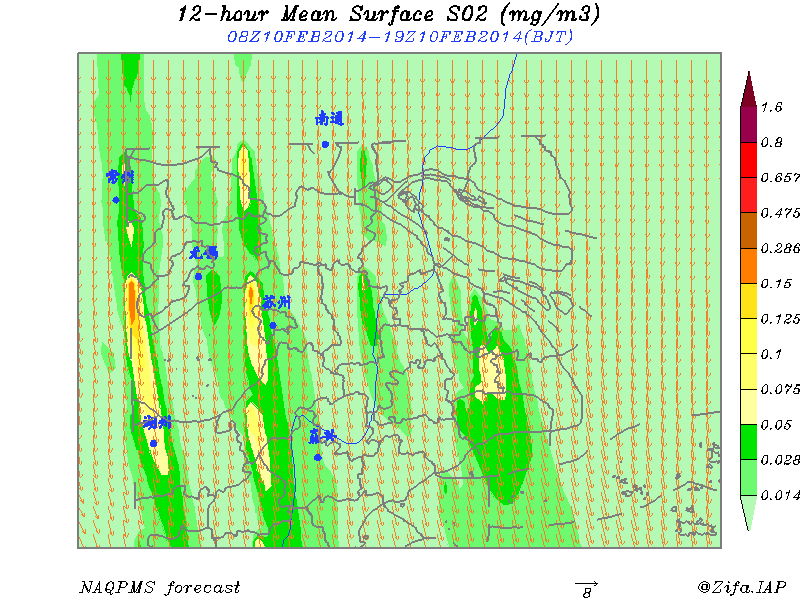 12-hour Mean Surface SO2 (mg/m3)
08Z10FEB2014-19Z10FEB2014(BJT)
南通
常州
无锡
苏州
湖州
嘉兴
1.6
0.8
0.657
0.475
0.286
0.15
0.125
0.1
0.075
0.05
0.028
0.014
NAQPMS forecast
8
@Zifa.IAP